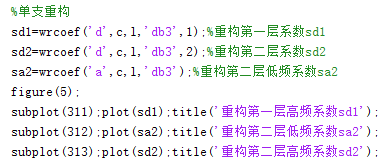 %单支重构
sd1=wrcoef('d',c,l,'db3',1);%重构第一层系数sd1
sd2=wrcoef('d',c,l,'db3',2);%重构第二层系数sd2
sa2=wrcoef('a',c,l,'db3');%重构第二层低频系数sa2
figure(5);
subplot(311);plot(sd1);title('重构第一层高频系数sd1');
subplot(312);plot(sa2);title('重构第二层低频系数sa2');
subplot(313);plot(sd2);title('重构第二层高频系数sd2');